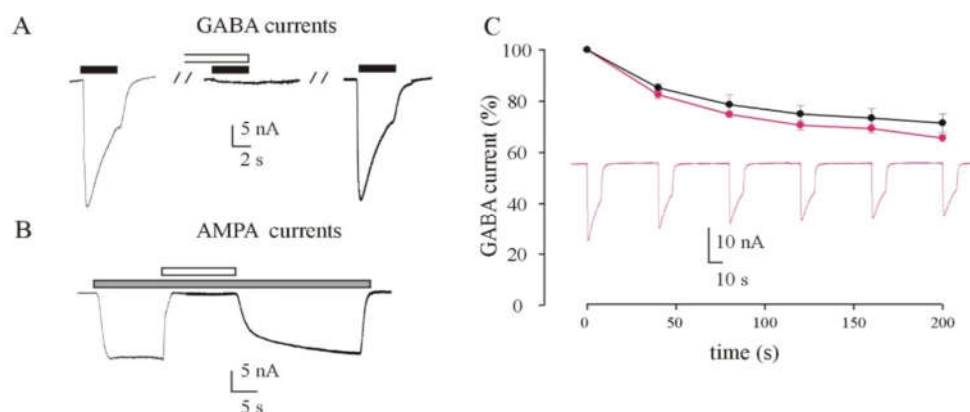 A
GABA currents
5 nA
2 s
B
AMPA currents
5 nA
5 s
C
GABA current (%)
100
80
60
40
20
0
10 nA
10 s
0
50
100
150
200
time (s)